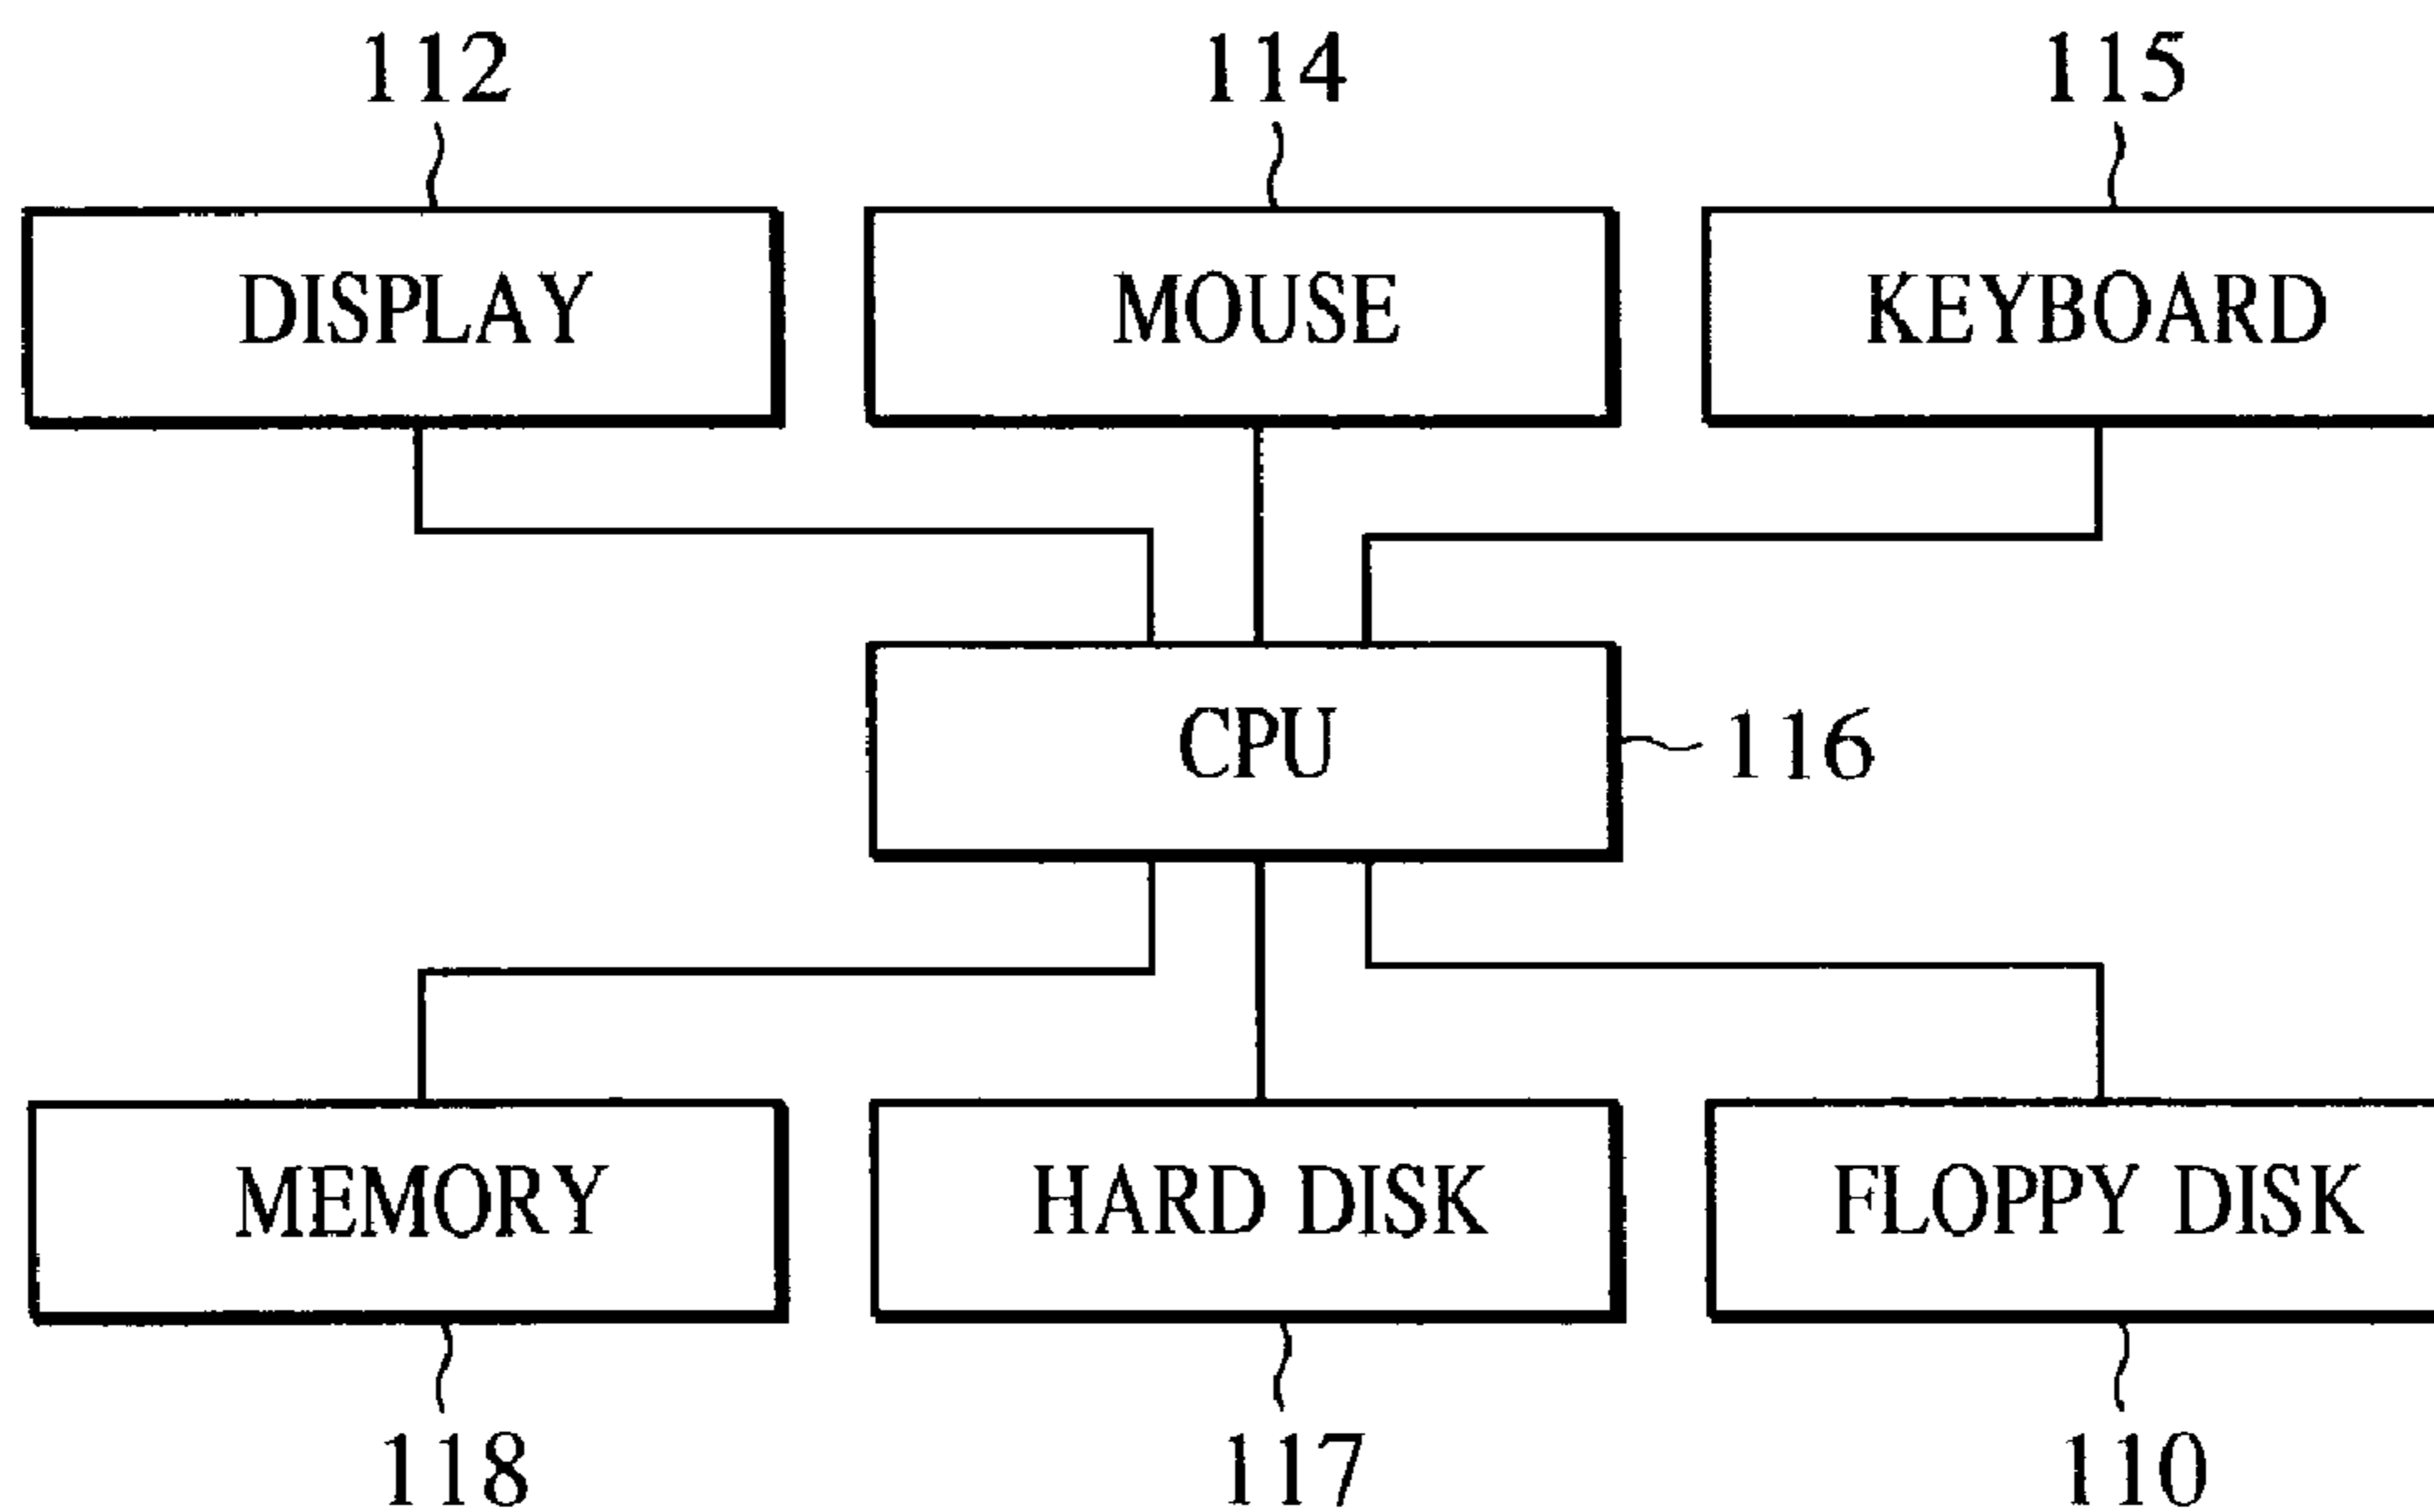 112 114 115
DISPLAY MOUSE KEYBOARD
CPU 116
MEMORY HARD DISK FLOPPY DISK
118 117 110